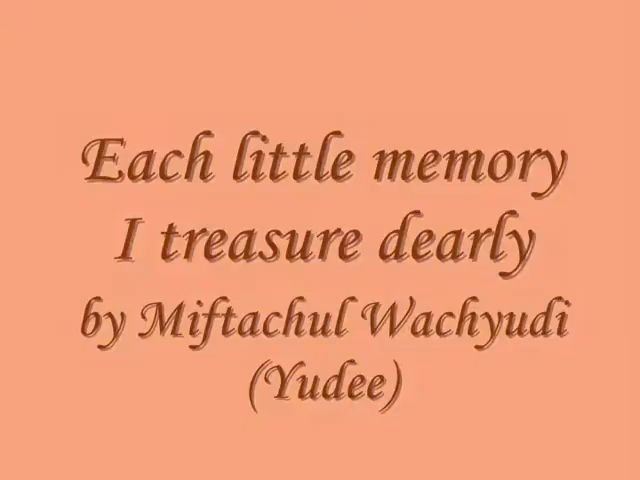 Each little memory
I treasure dearly
by Miftachul Wachyudi
(Yudee)